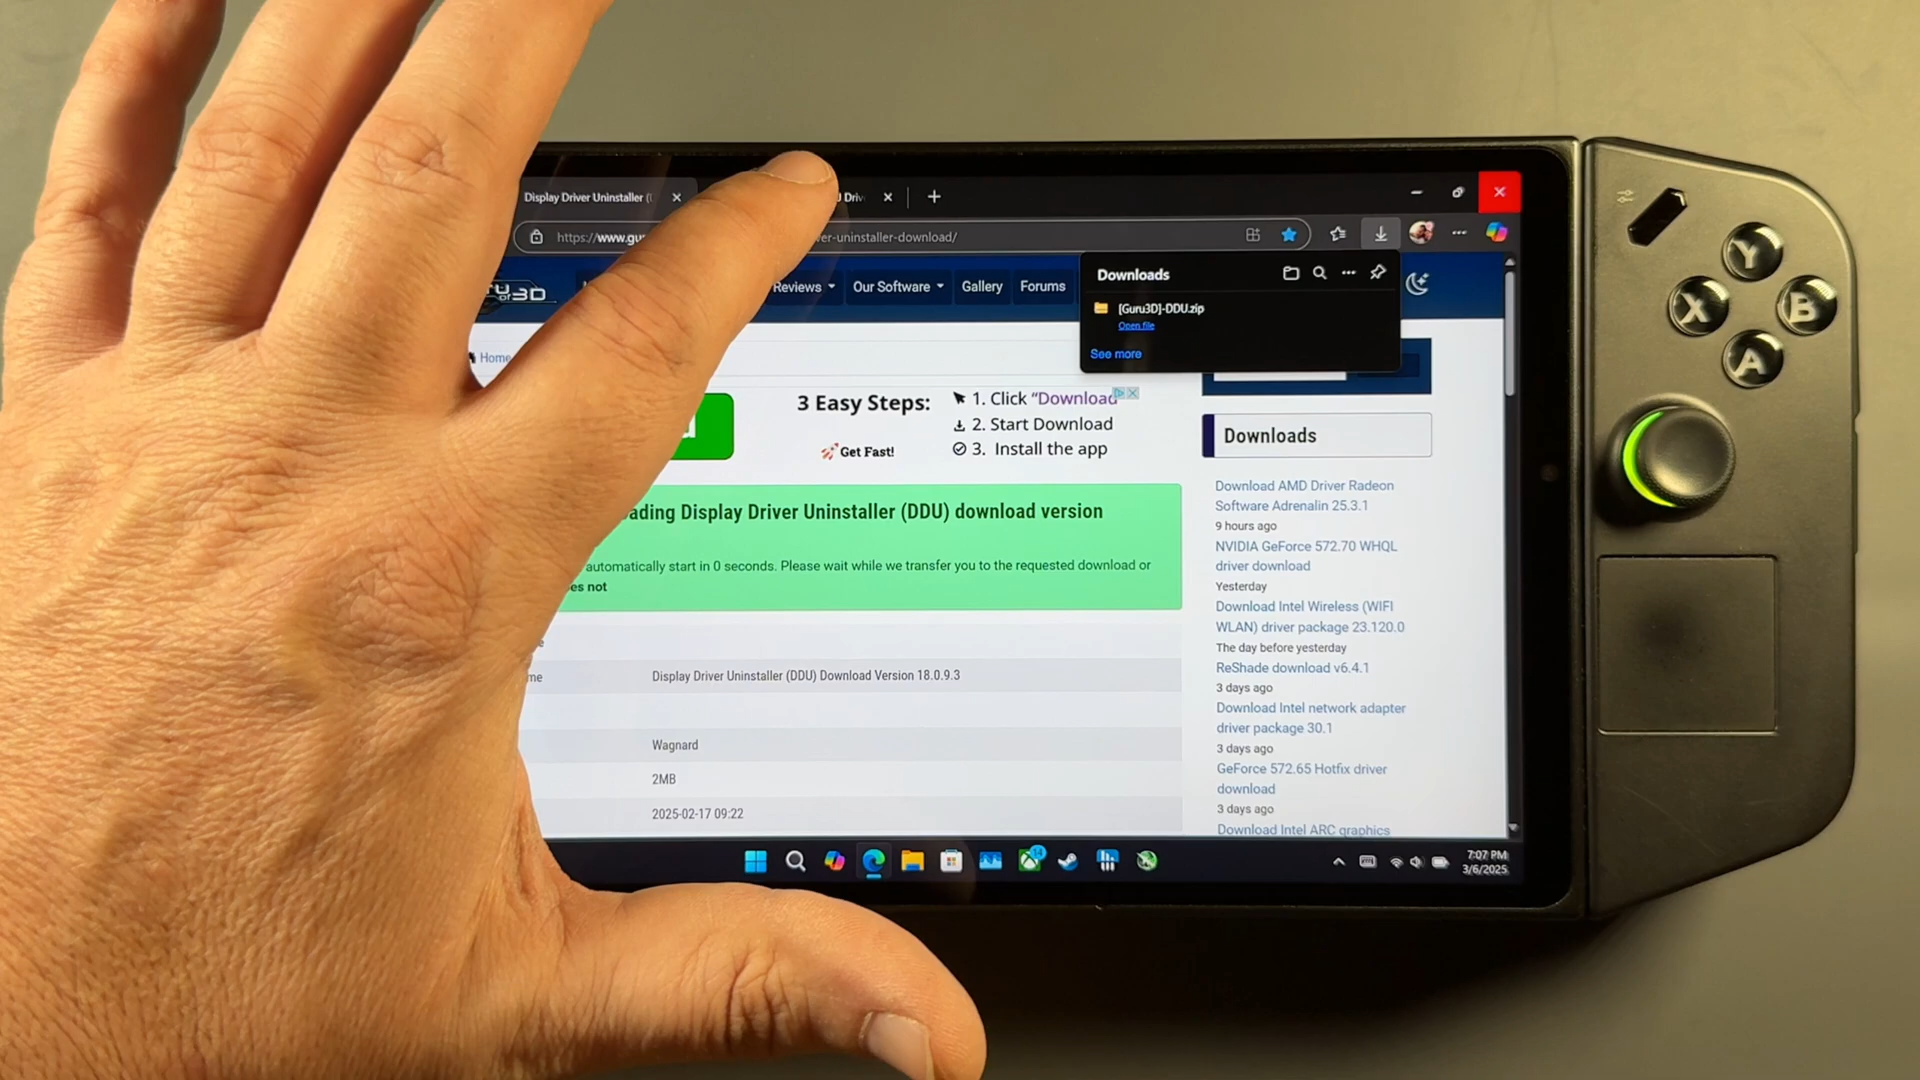 Display Driver Uninstaller (
Driv
https://www.gu
ver-uninstaller-download/
U3D
Reviews
Our Software
Gallery
Forums
Downloads
[Guru3D]-DDU.zip
Open file
See more
Home
3 Easy Steps:
Get Fast!
1. Click "Download"
2. Start Download
3. Install the app
ading Display Driver Uninstaller (DDU) download version
automatically start in 0 seconds. Please wait while we transfer you to the requested download or
es not
me
Display Driver Uninstaller (DDU) Download Version 18.0.9.3
Wagnard
2MB
2025-02-17 09:22
Downloads
Download AMD Driver Radeon
Software Adrenalin 25.3.1
9 hours ago
NVIDIA GeForce 572.70 WHQL
driver download
Yesterday
Download Intel Wireless (WIFI
WLAN) driver package 23.120.0
The day before yesterday
ReShade download v6.4.1
3 days ago
Download Intel network adapter
driver package 30.1
3 days ago
GeForce 572.65 Hotfix driver
download
3 days ago
Download Intel ARC graphics
14
7:07 PM
3/6/2025
Y
X
B
A